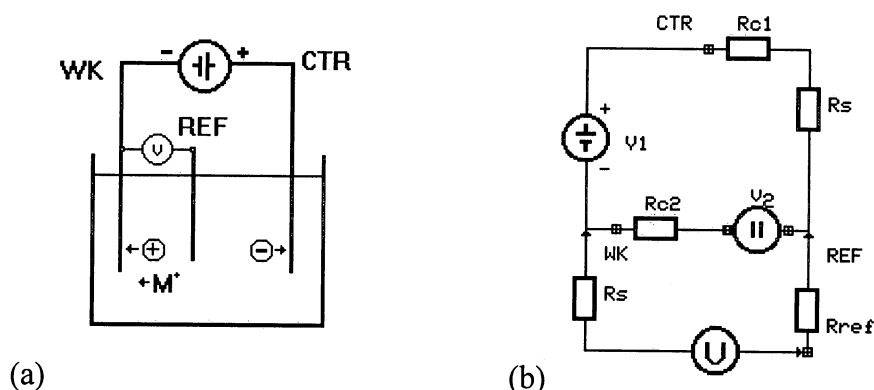 WK
- +
CTR
REF
V
+
-
M+
(a)
CTR
Rc1
Rs
+
V1
-
Rc2
V2
WK
REF
Rs
Rref
U
(b)